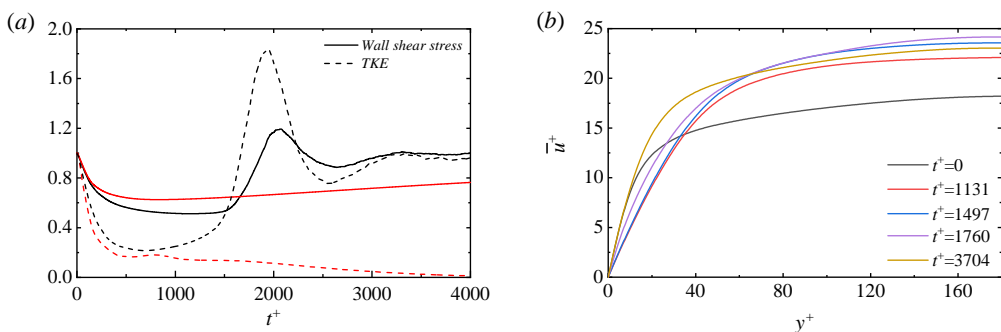 (a)
2.0
1.6
1.2
0.8
0.4
0.0
0
1000
2000
3000
4000
t+
Wall shear stress
TKE
(b)
25
20
15
10
5
0
0
40
80
120
160
u̅+
y+
t+=0
t+=1131
t+=1497
t+=1760
t+=3704